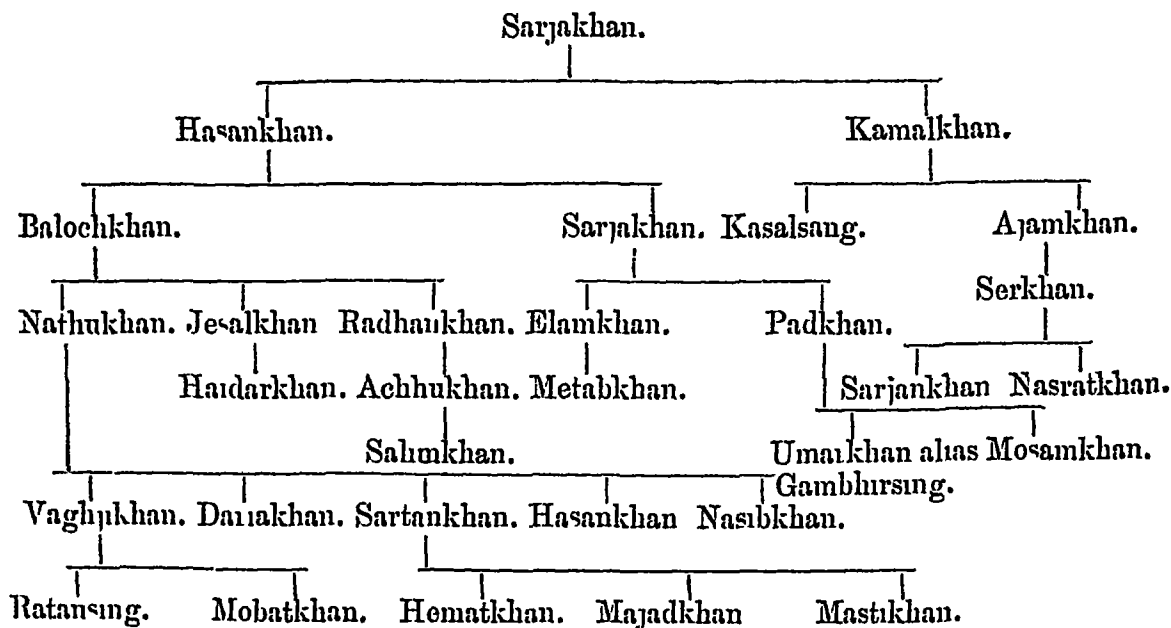 Sarjakhan.
Hasankhan. Kamalkhan.
Balochkhan. Sarjakhan. Kasalsang. Ajamkhan.
Serkhan.
Nathukhan. Jesalkhan Radhankhan. Elamkhan. Padkhan.
Haidarkhan. Achhukhan. Metabkhan. Sarjankhan Nasratkhan.
Salimkhan. Umarkhan alias Mosamkhan.
Gambhirsing.
Vaghjikhan. Dariakhan. Sartankhan. Hasankhan Nasibkhan.
Ratansing. Mobatkhan. Hematkhan. Majadkhan Mastikhan.